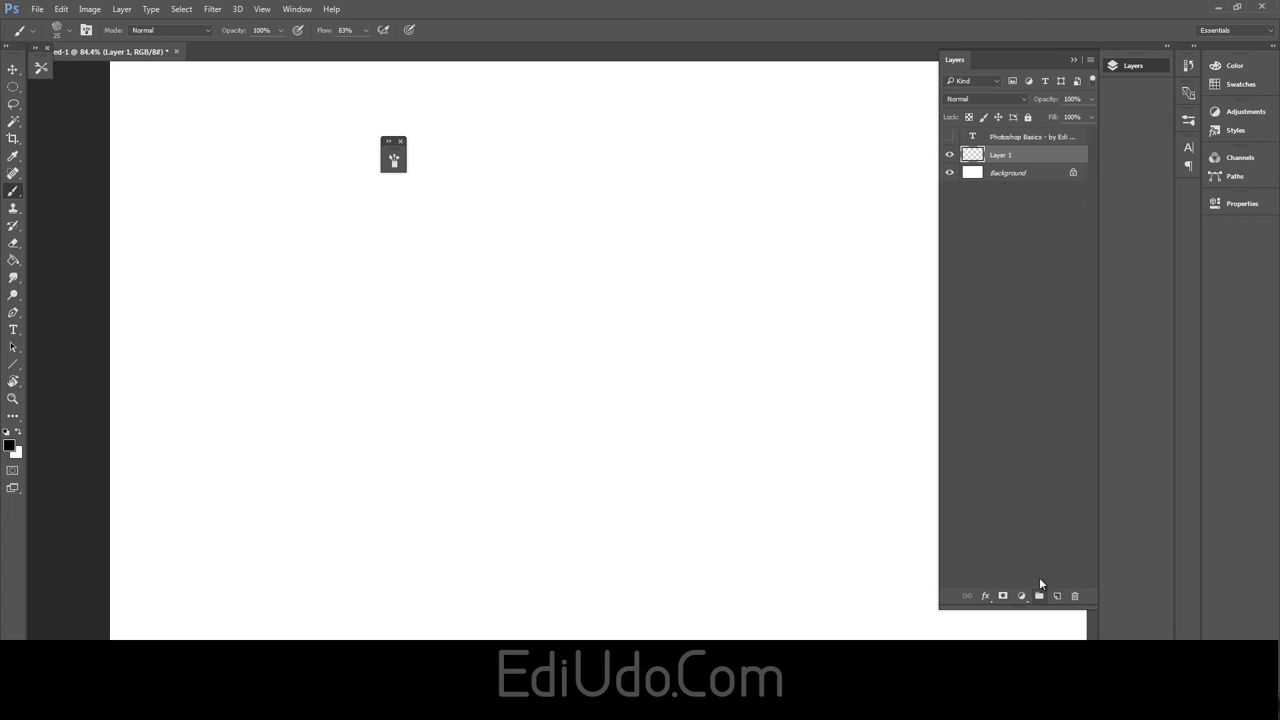 Ps File Edit Image Layer Type Select Filter 3D View Window Help
25 Mode: Normal Opacity: 100% Flow: 83% Essentials
ed-1 @ 84.4% (Layer 1, RGB/8#) *
Layers
Kind
Normal Opacity: 100%
Lock: Fill: 100%
Photoshop Basics - by Edi ...
Layer 1
Background
Layers
Color
Swatches
Adjustments
Styles
Channels
Paths
Properties
EdiUdo.Com